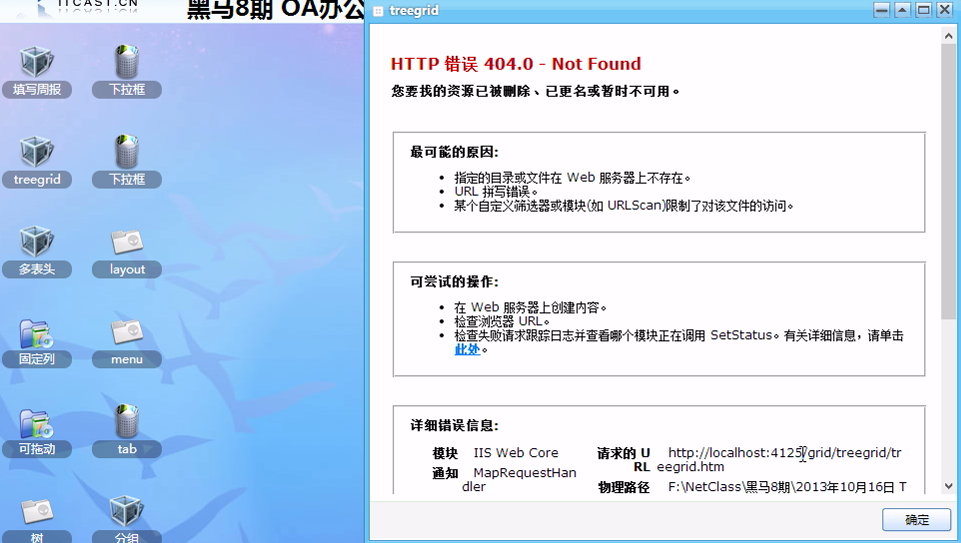 ITCAST.CN
黑马8期 OA办公
填写周报
下拉框
treegrid
下拉框
多表头
layout
固定列
menu
可拖动
tab
树
分组
treegrid
HTTP 错误 404.0 - Not Found
您要找的资源已被删除、已更名或暂时不可用。
最可能的原因:
• 指定的目录或文件在 Web 服务器上不存在。
• URL 拼写错误。
• 某个自定义筛选器或模块(如 URLScan)限制了对该文件的访问。
可尝试的操作:
• 在 Web 服务器上创建内容。
• 检查浏览器 URL。
• 检查失败请求跟踪日志并查看哪个模块正在调用 SetStatus。有关详细信息，请单击
此处。
详细错误信息:
模块 IIS Web Core
通知 MapRequestHan
dler
请求的 U http://localhost:4125/grid/treegrid/tr
RL eegrid.htm
物理路径 F:\NetClass\黑马8期\2013年10月16日 T
确定